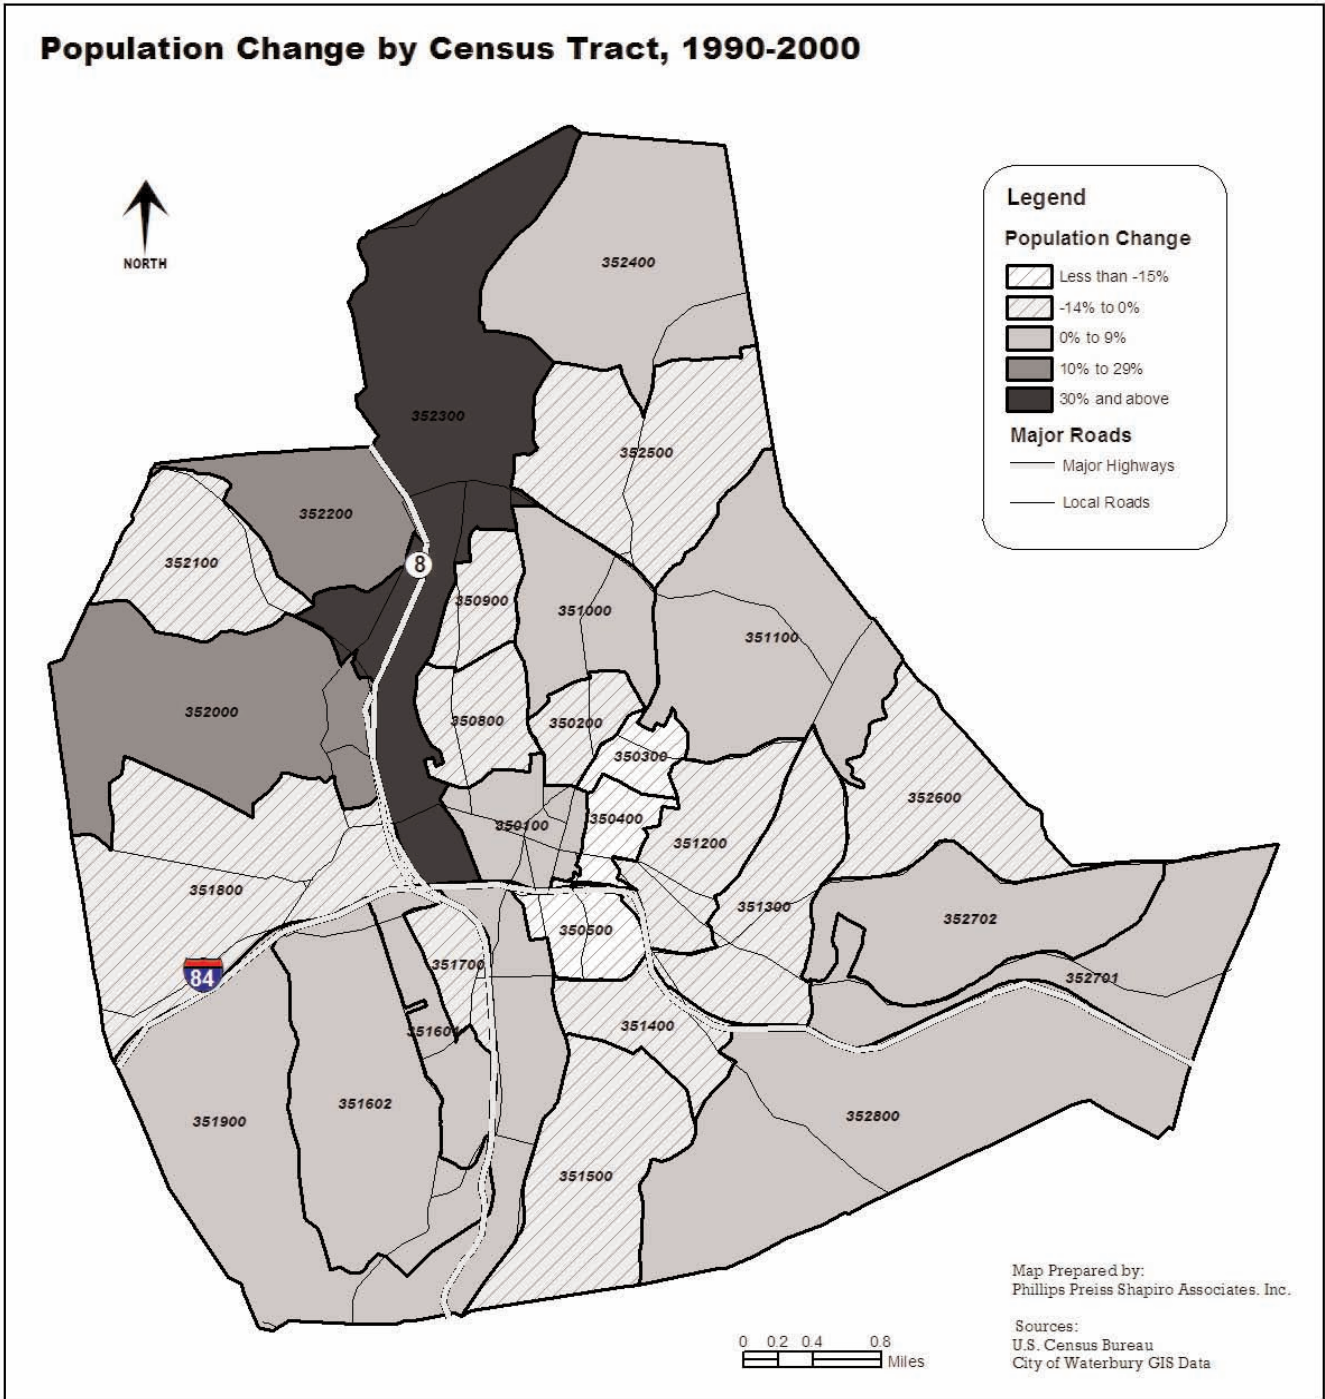 Population Change by Census Tract, 1990-2000
NORTH
Legend
Population Change
Less than -15%
-14% to 0%
0% to 9%
10% to 29%
30% and above
Major Roads
Major Highways
Local Roads
352400
352300
352500
352200
352100
8
350900
351000
351100
352000
350800
350200
350300
352600
350100
350400
351200
351800
351300
352702
350500
84
351700
352701
351400
351601
351602
351900
352800
351500
Map Prepared by:
Phillips Preiss Shapiro Associates. Inc.
Sources:
U.S. Census Bureau
City of Waterbury GIS Data
0 0.2 0.4 0.8
Miles